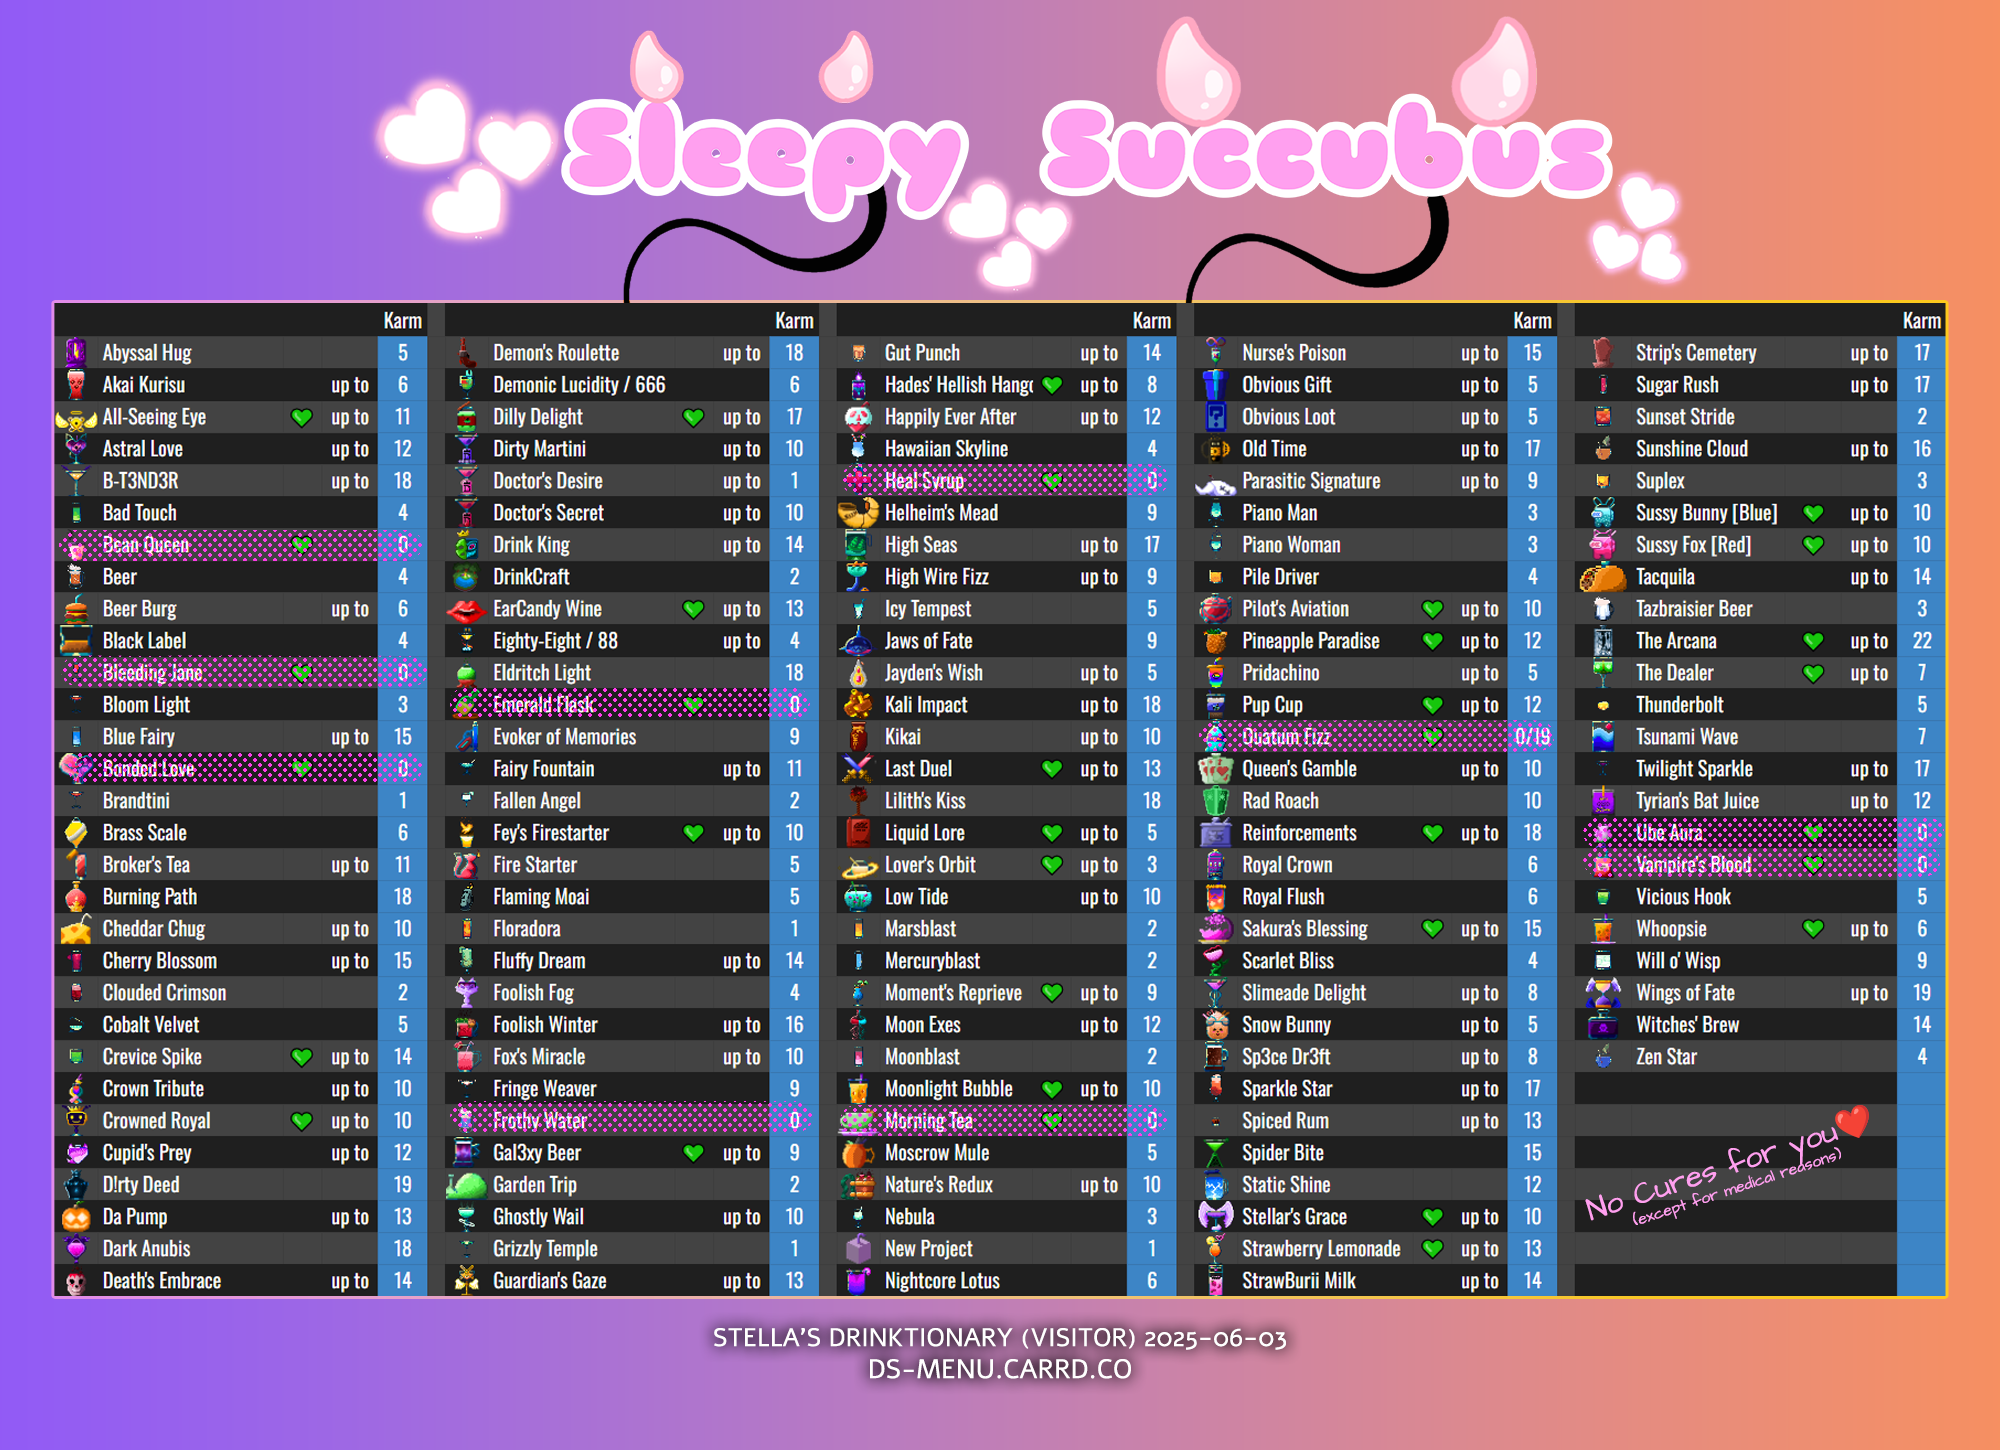 Sleepy Succubus
Karm
Abyssal Hug 5
Akai Kurisu up to 6
All-Seeing Eye up to 11
Astral Love up to 12
B-T3ND3R up to 18
Bad Touch 4
Bean Queen 0
Beer 4
Beer Burg up to 6
Black Label 4
Bleeding Jane 0
Bloom Light 3
Blue Fairy up to 15
Bonded Love 0
Brandtini 1
Brass Scale 6
Broker's Tea up to 11
Burning Path 18
Cheddar Chug up to 10
Cherry Blossom up to 15
Clouded Crimson 2
Cobalt Velvet 5
Crevice Spike up to 14
Crown Tribute up to 10
Crowned Royal up to 10
Cupid's Prey up to 12
D!rty Deed 19
Da Pump up to 13
Dark Anubis 18
Death's Embrace up to 14
Karm
Demon's Roulette up to 18
Demonic Lucidity / 666 6
Dilly Delight up to 17
Dirty Martini up to 10
Doctor's Desire up to 1
Doctor's Secret up to 10
Drink King up to 14
DrinkCraft 2
EarCandy Wine up to 13
Eighty-Eight / 88 up to 4
Eldritch Light 18
Emerald Flask 0
Evoker of Memories 9
Fairy Fountain up to 11
Fallen Angel 2
Fey's Firestarter up to 10
Fire Starter 5
Flaming Moai 5
Floradora 1
Fluffy Dream up to 14
Foolish Fog 4
Foolish Winter up to 16
Fox's Miracle up to 10
Fringe Weaver 9
Frothy Water 0
Gal3xy Beer up to 9
Garden Trip 2
Ghostly Wail up to 10
Grizzly Temple 1
Guardian's Gaze up to 13
Karm
Gut Punch up to 14
Hades' Hellish Hango up to 8
Happily Ever After up to 12
Hawaiian Skyline 4
Heal Syrup 0
Helheim's Mead 9
High Seas up to 17
High Wire Fizz up to 9
Icy Tempest 5
Jaws of Fate 9
Jayden's Wish up to 5
Kali Impact up to 18
Kikai up to 10
Last Duel up to 13
Lilith's Kiss 18
Liquid Lore up to 5
Lover's Orbit up to 3
Low Tide up to 10
Marsblast 2
Mercuryblast 2
Moment's Reprieve up to 9
Moon Exes up to 12
Moonblast 2
Moonlight Bubble up to 10
Morning Tea 0
Moscrow Mule 5
Nature's Redux up to 10
Nebula 3
New Project 1
Nightcore Lotus 6
Karm
Nurse's Poison up to 15
Obvious Gift up to 5
Obvious Loot up to 5
Old Time up to 17
Parasitic Signature up to 9
Piano Man 3
Piano Woman 3
Pile Driver 4
Pilot's Aviation up to 10
Pineapple Paradise up to 12
Pridachino up to 5
Pup Cup up to 12
Quatum Fizz 0/19
Queen's Gamble up to 10
Rad Roach 10
Reinforcements up to 18
Royal Crown 6
Royal Flush 6
Sakura's Blessing up to 15
Scarlet Bliss 4
Slimeade Delight up to 8
Snow Bunny up to 5
Sp3ce Dr3ft up to 8
Sparkle Star up to 17
Spiced Rum up to 13
Spider Bite 15
Static Shine 12
Stellar's Grace up to 10
Strawberry Lemonade up to 13
StrawBurii Milk up to 14
Karm
Strip's Cemetery up to 17
Sugar Rush up to 17
Sunset Stride 2
Sunshine Cloud up to 16
Suplex 3
Sussy Bunny [Blue] up to 10
Sussy Fox [Red] up to 10
Tacquila up to 14
Tazbraisier Beer 3
The Arcana up to 22
The Dealer up to 7
Thunderbolt 5
Tsunami Wave 7
Twilight Sparkle up to 17
Tyrian's Bat Juice up to 12
Ube Aura 0
Vampire's Blood 0
Vicious Hook 5
Whoopsie up to 6
Will o' Wisp 9
Wings of Fate up to 19
Witches' Brew 14
Zen Star 4
No Cures for you
(except for medical reasons)
STELLA'S DRINKTIONARY (VISITOR) 2025-06-03
DS-MENU.CARRD.CO